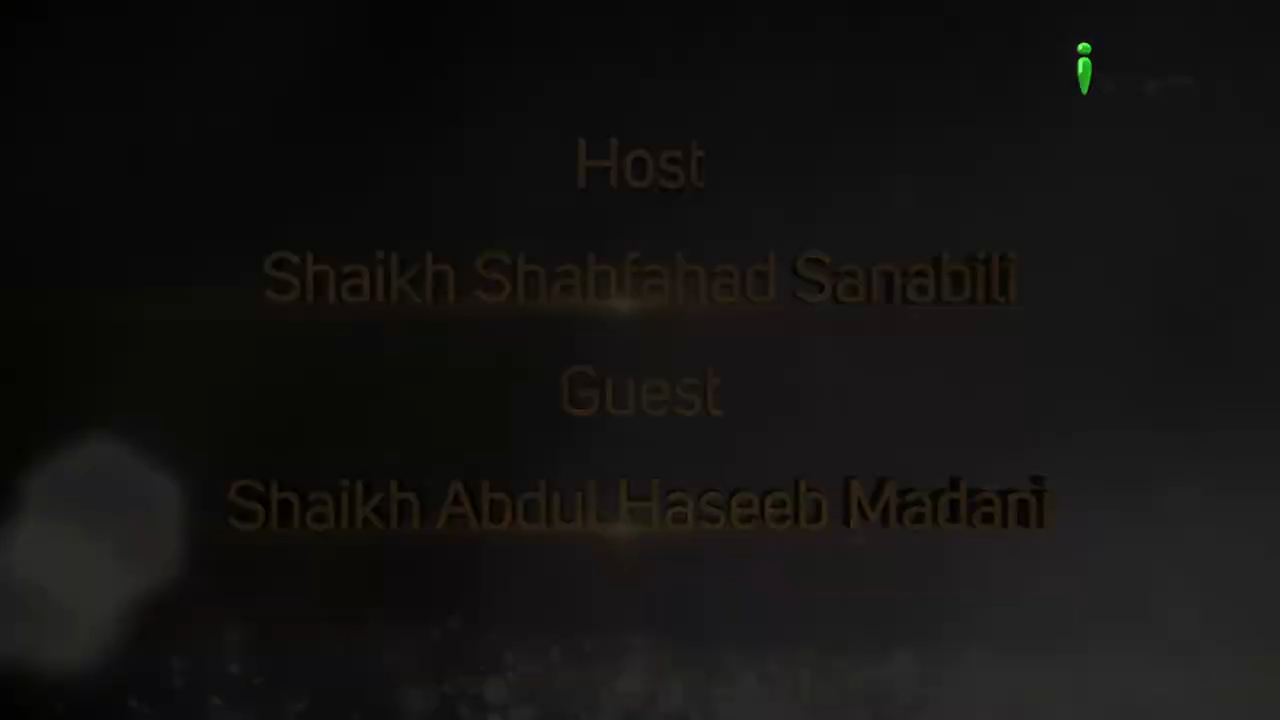 i
Host
Shaikh Shahfahad Sanabili
Guest
Shaikh Abdul Haseeb Madani